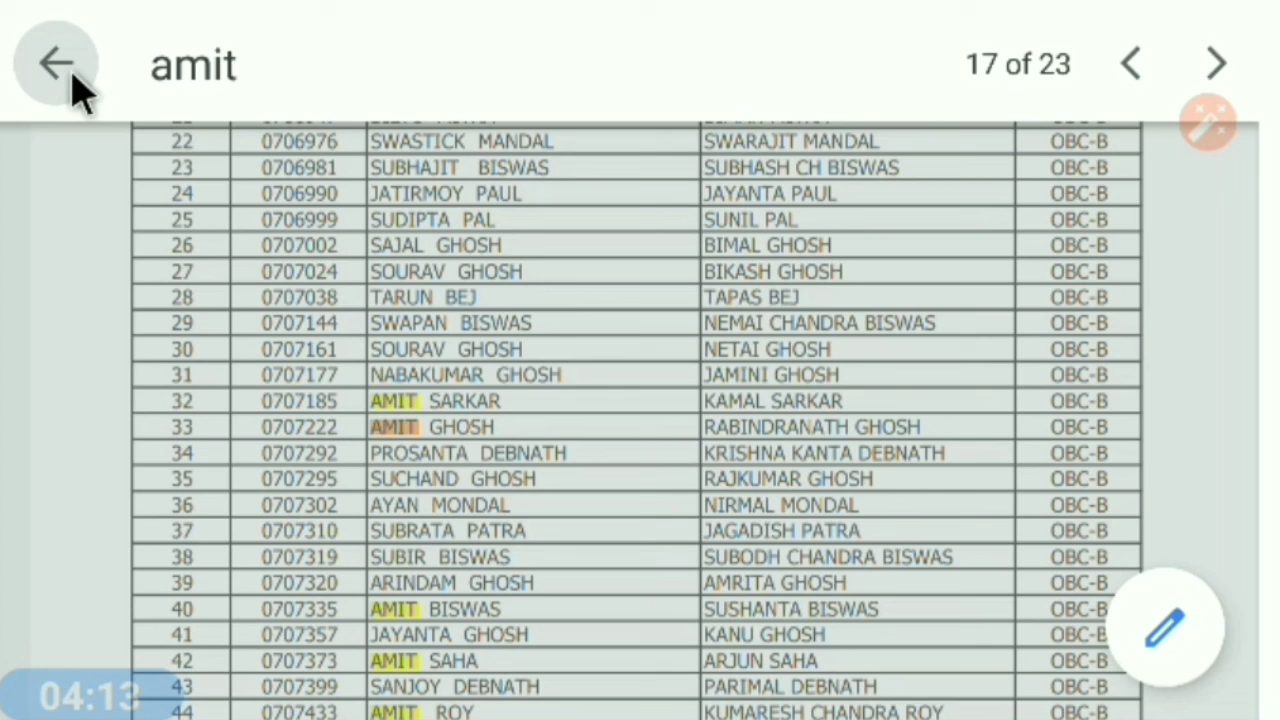 amit 17 of 23
22 0706976 SWASTICK MANDAL SWARAJIT MANDAL OBC-B
23 0706981 SUBHAJIT BISWAS SUBHASH CH BISWAS OBC-B
24 0706990 JATIRMOY PAUL JAYANTA PAUL OBC-B
25 0706999 SUDIPTA PAL SUNIL PAL OBC-B
26 0707002 SAJAL GHOSH BIMAL GHOSH OBC-B
27 0707024 SOURAV GHOSH BIKASH GHOSH OBC-B
28 0707038 TARUN BEJ TAPAS BEJ OBC-B
29 0707144 SWAPAN BISWAS NEMAI CHANDRA BISWAS OBC-B
30 0707161 SOURAV GHOSH NETAI GHOSH OBC-B
31 0707177 NABAKUMAR GHOSH JAMINI GHOSH OBC-B
32 0707185 AMIT SARKAR KAMAL SARKAR OBC-B
33 0707222 AMIT GHOSH RABINDRANATH GHOSH OBC-B
34 0707292 PROSANTA DEBNATH KRISHNA KANTA DEBNATH OBC-B
35 0707295 SUCHAND GHOSH RAJKUMAR GHOSH OBC-B
36 0707302 AYAN MONDAL NIRMAL MONDAL OBC-B
37 0707310 SUBRATA PATRA JAGADISH PATRA OBC-B
38 0707319 SUBIR BISWAS SUBODH CHANDRA BISWAS OBC-B
39 0707320 ARINDAM GHOSH AMRITA GHOSH OBC-B
40 0707335 AMIT BISWAS SUSHANTA BISWAS OBC-B
41 0707357 JAYANTA GHOSH KANU GHOSH OBC-B
42 0707373 AMIT SAHA ARJUN SAHA OBC-B
43 0707399 SANJOY DEBNATH PARIMAL DEBNATH OBC-B
44 0707433 AMIT ROY KUMARESH CHANDRA ROY OBC-B
04:13